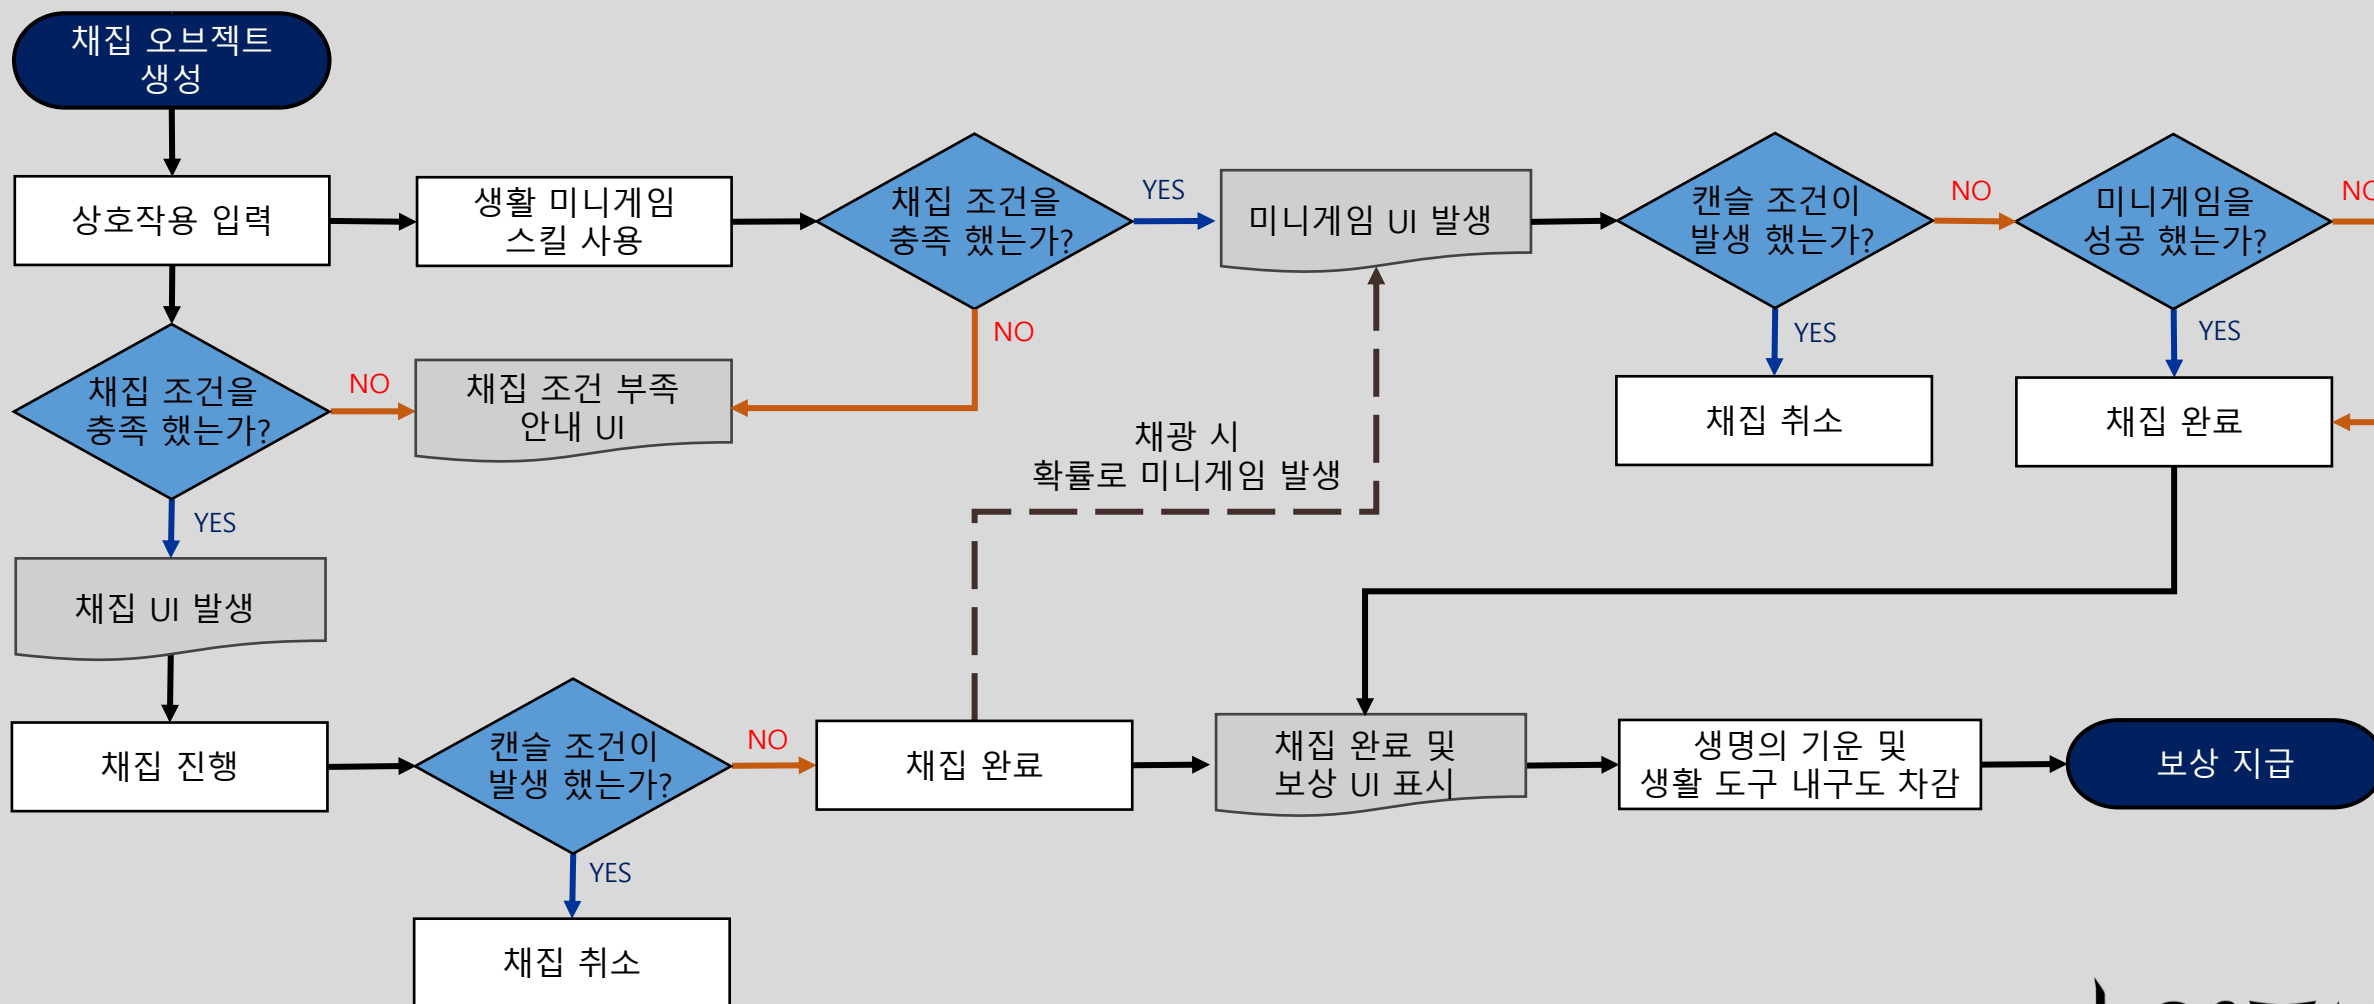 채집 오브젝트
생성
상호작용 입력
생활 미니게임
스킬 사용
채집 조건을
충족 했는가?
YES
미니게임 UI 발생
캔슬 조건이
발생 했는가?
NO
미니게임을
성공 했는가?
NO
NO
YES
YES
채집 조건을
충족 했는가?
NO
채집 조건 부족
안내 UI
채집 취소
채집 완료
채광 시
확률로 미니게임 발생
YES
채집 UI 발생
채집 진행
캔슬 조건이
발생 했는가?
NO
채집 완료
채집 완료 및
보상 UI 표시
생명의 기운 및
생활 도구 내구도 차감
보상 지급
YES
채집 취소